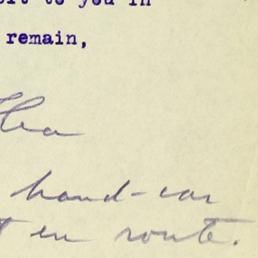 to you in
remain,
hand-car
en route.